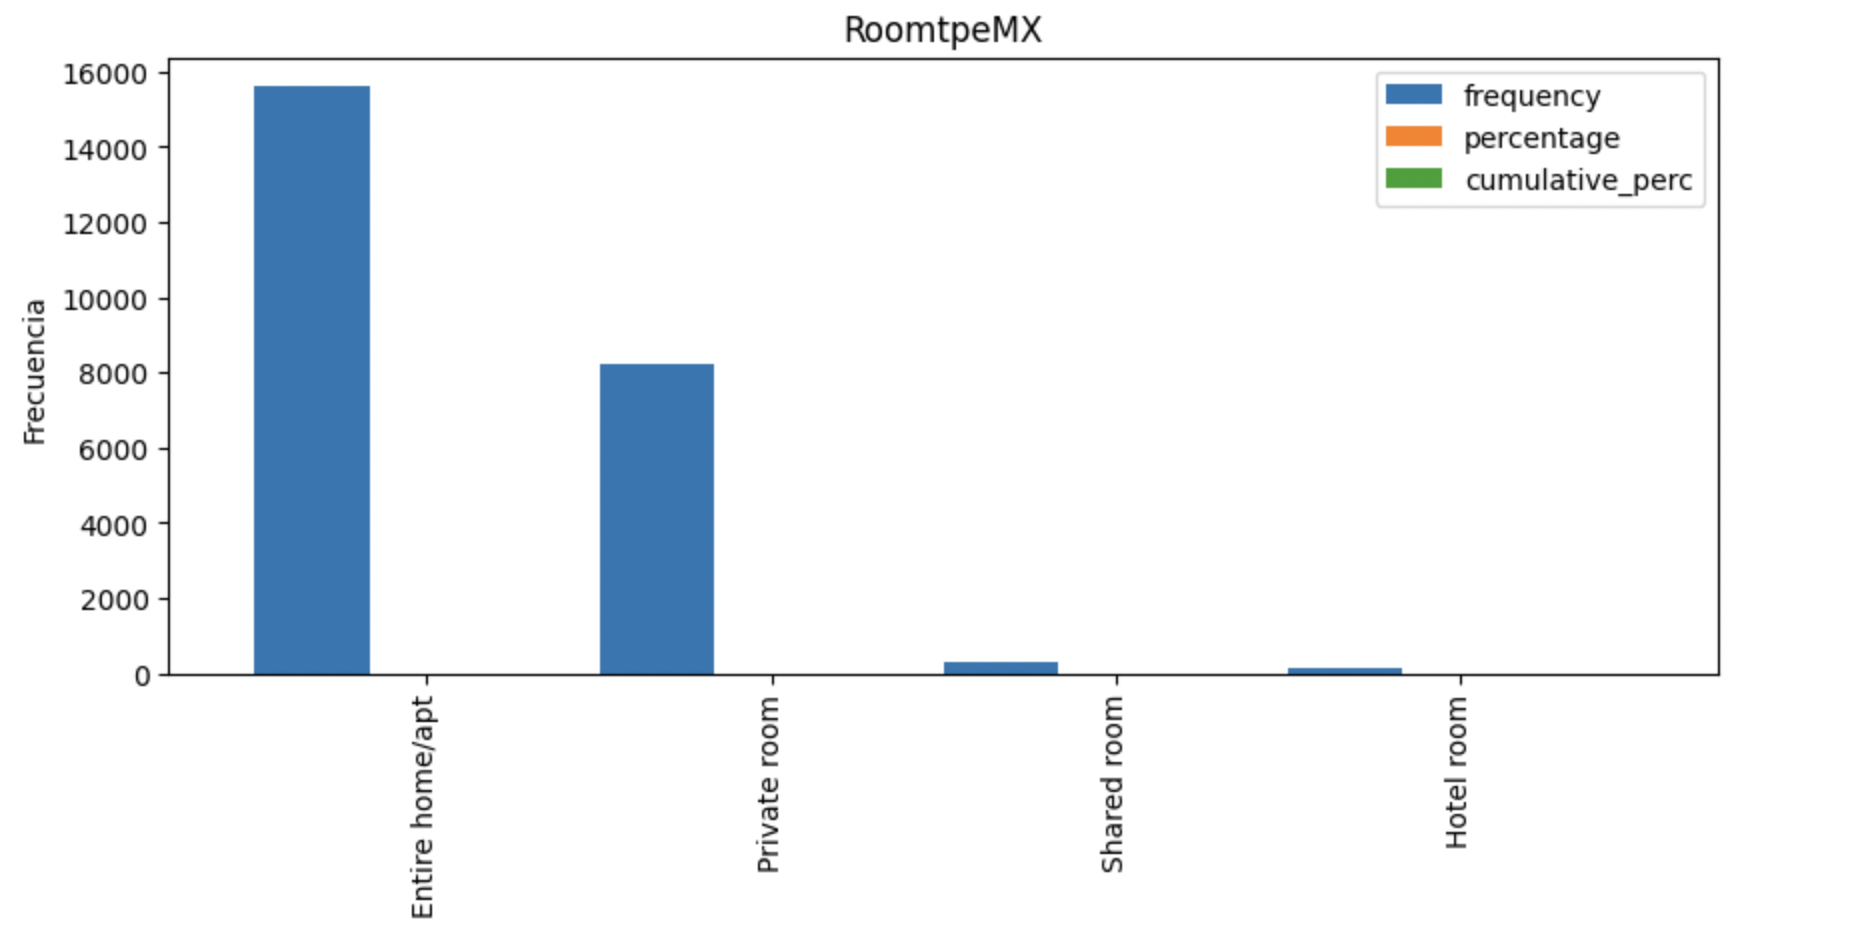 RoomtpeMX
frequency
percentage
cumulative_perc
Frecuencia
16000
14000
12000
10000
8000
6000
4000
2000
0
Entire home/apt
Private room
Shared room
Hotel room